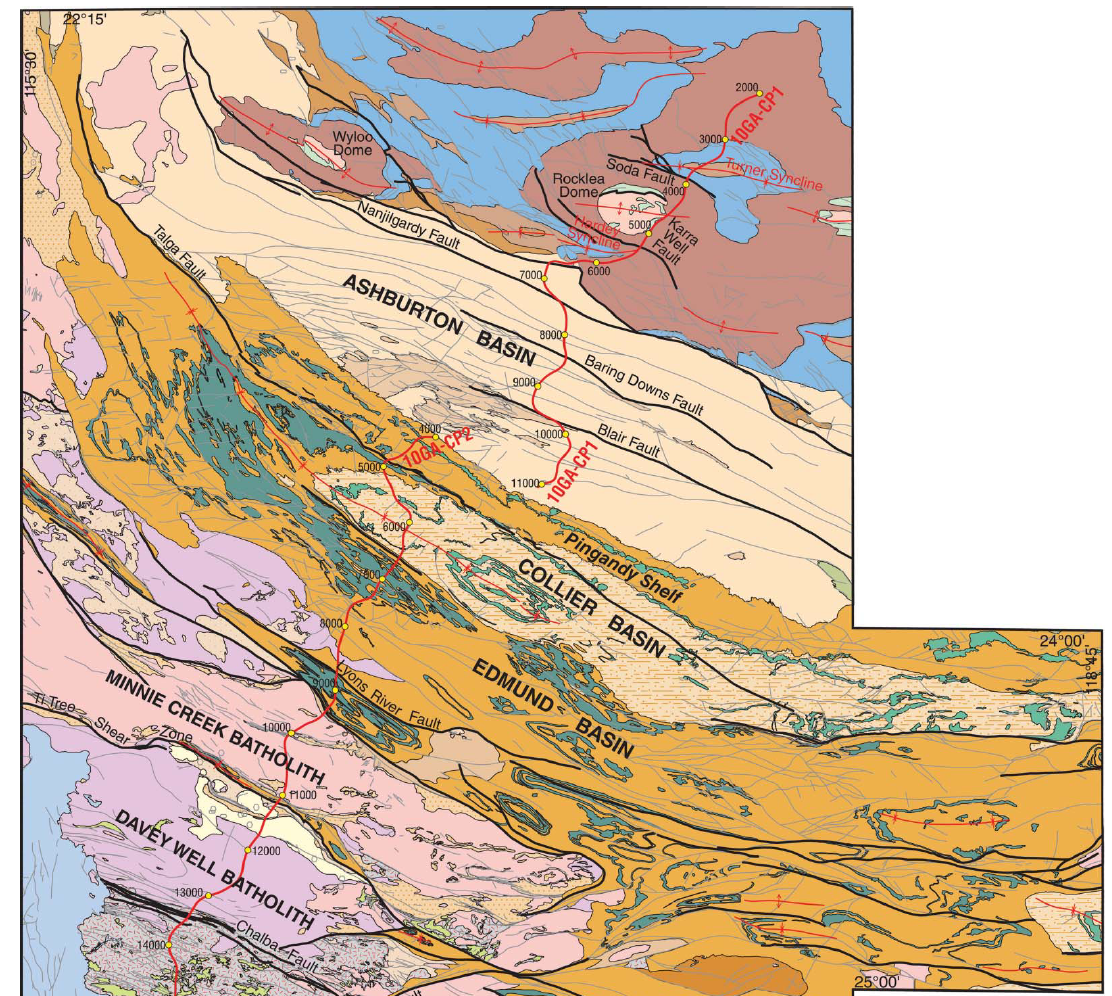 22°15'
115°30'
2000
10GA-CP1
3000
Wyloo
Dome
Soda Fault
Turner Syncline
Rocklea
Dome
4000
Hardey
Syncline
5000
Karra
Well
Fault
Nanjilgardy Fault
6000
7000
Talga Fault
ASHBURTON BASIN
8000
Baring Downs Fault
9000
Blair Fault
4000
10GA-CP2
10000
5000
11000
10GA-CP1
6000
Pingandy Shelf
COLLIER BASIN
8000
24°00'
118°45'
EDMUND BASIN
Lyons River Fault
9000
MINNIE CREEK BATHOLITH
Ti Tree Shear Zone
10000
11000
DAVEY WELL BATHOLITH
12000
13000
Chalba Fault
14000
25°00'